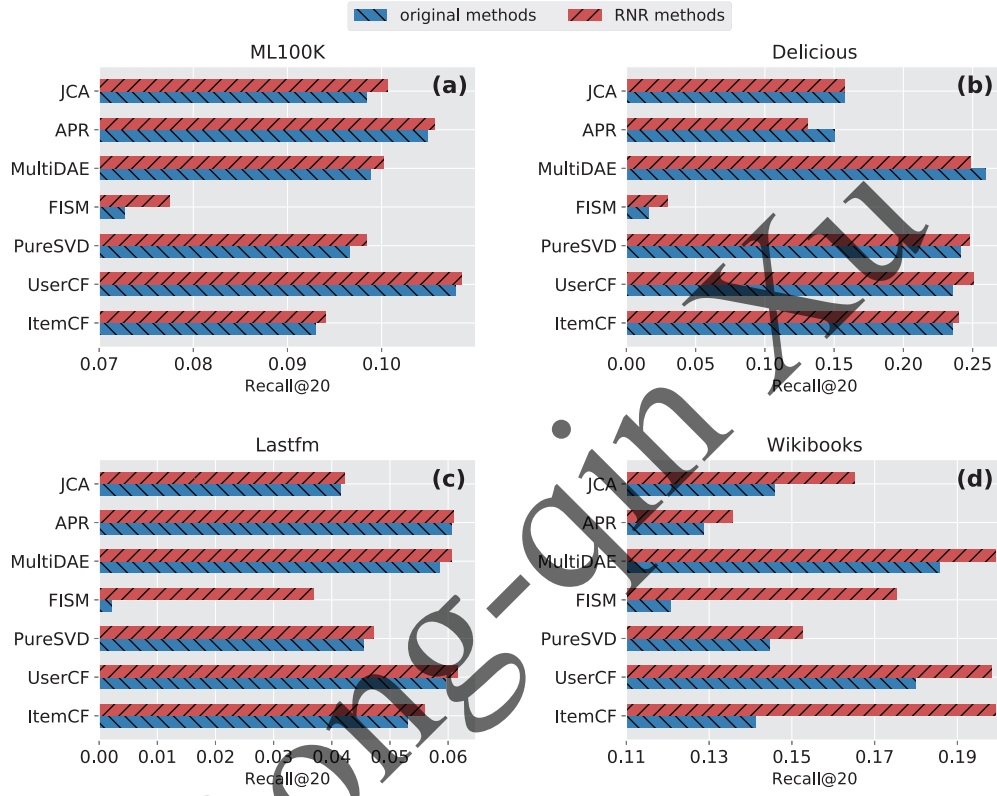 original methods RNR methods
ML100K
(a)
JCA
APR
MultiDAE
FISM
PureSVD
UserCF
ItemCF
0.07 0.08 0.09 0.10
Recall@20
Delicious
(b)
JCA
APR
MultiDAE
FISM
PureSVD
UserCF
ItemCF
0.00 0.05 0.10 0.15 0.20 0.25
Recall@20
Lastfm
(c)
JCA
APR
MultiDAE
FISM
PureSVD
UserCF
ItemCF
0.00 0.01 0.02 0.03 0.04 0.05 0.06
Recall@20
Wikibooks
(d)
JCA
APR
MultiDAE
FISM
PureSVD
UserCF
ItemCF
0.11 0.13 0.15 0.17 0.19
Recall@20
ong-qin Xu